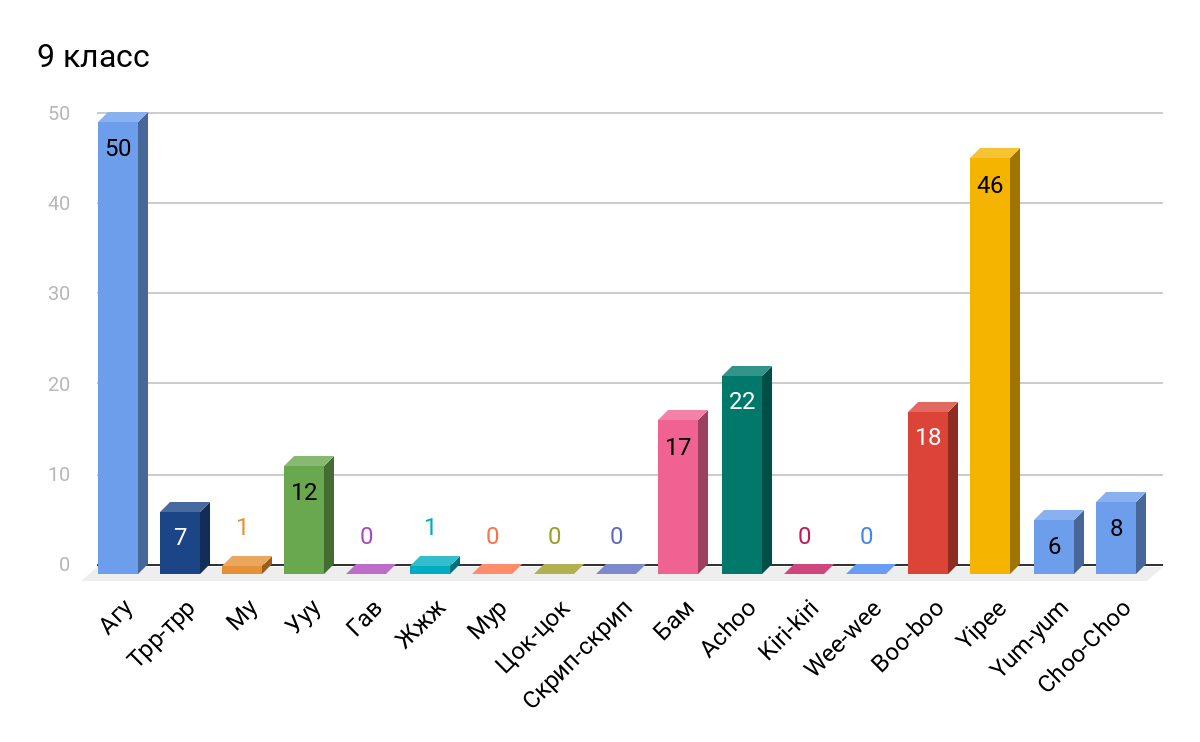 9 класс
50
40
30
20
10
0
50
7
1
12
0
1
0
0
0
17
22
0
0
18
46
6
8
Агу
Трр-трр
Му
Ууу
Гав
Жжж
Мур
Цок-цок
Скрип-скрип
Бам
Achoo
Kiri-kiri
Wee-wee
Boo-boo
Yipee
Yum-yum
Choo-Choo